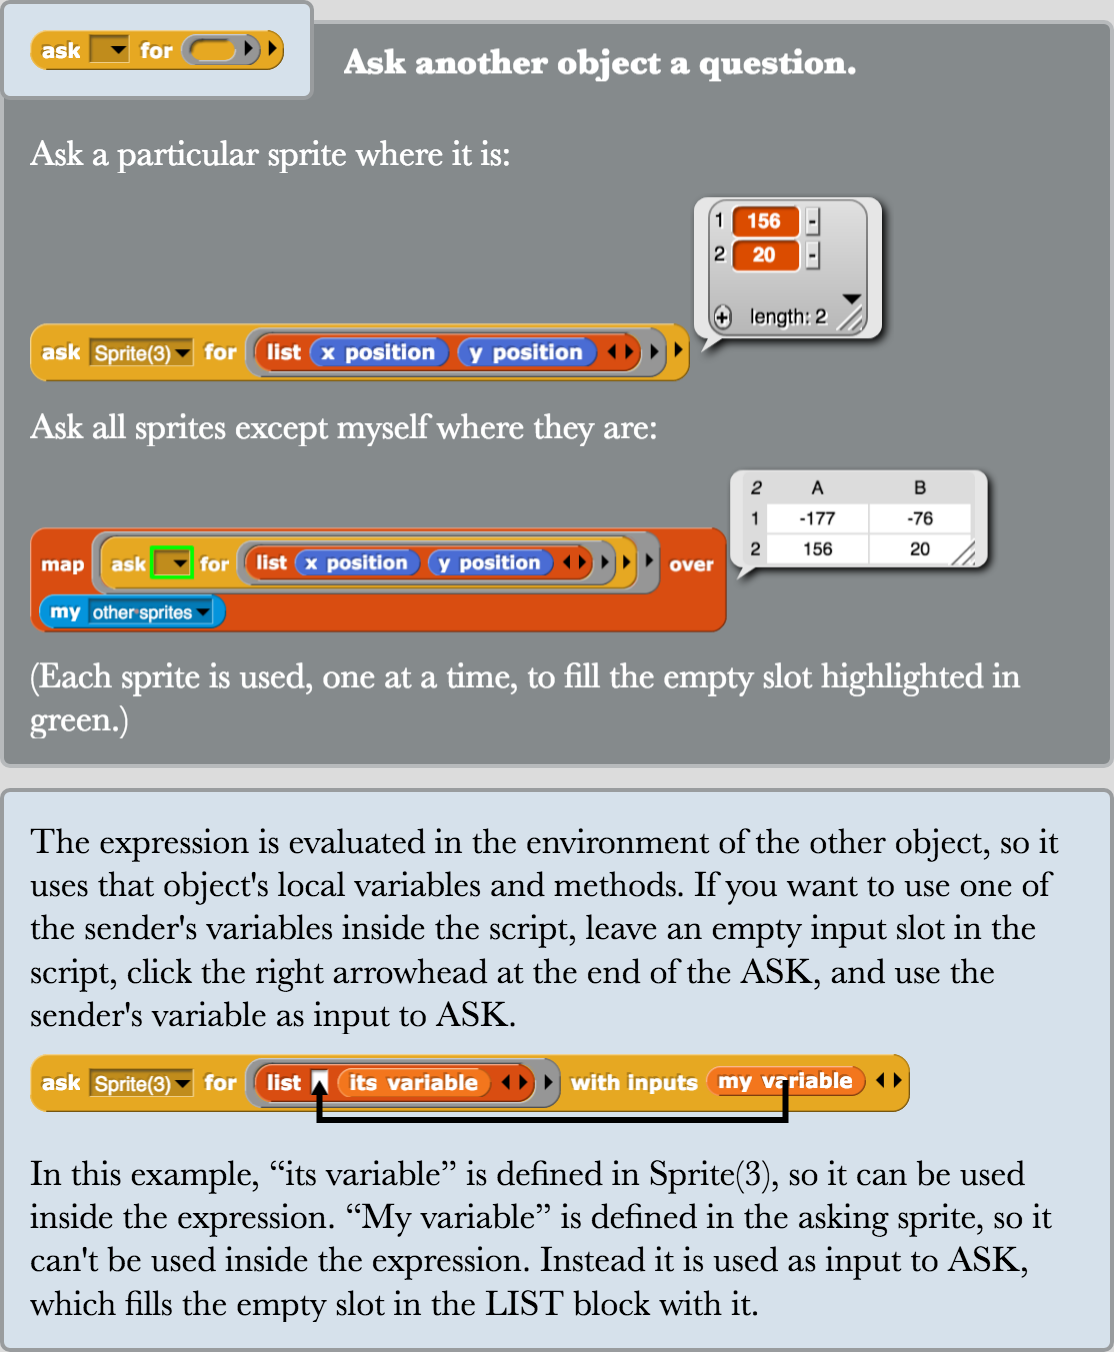 ask for
Ask another object a question.
Ask a particular sprite where it is:
1 156 -
2 20 -
length: 2
ask Sprite(3) for list x position y position
Ask all sprites except myself where they are:
2 A B
1 -177 -76
2 156 20
map ask for list x position y position over
my other sprites
(Each sprite is used, one at a time, to fill the empty slot highlighted in
green.)
The expression is evaluated in the environment of the other object, so it
uses that object's local variables and methods. If you want to use one of
the sender's variables inside the script, leave an empty input slot in the
script, click the right arrowhead at the end of the ASK, and use the
sender's variable as input to ASK.
ask Sprite(3) for list its variable with inputs my variable
In this example, “its variable” is defined in Sprite(3), so it can be used
inside the expression. “My variable” is defined in the asking sprite, so it
can't be used inside the expression. Instead it is used as input to ASK,
which fills the empty slot in the LIST block with it.